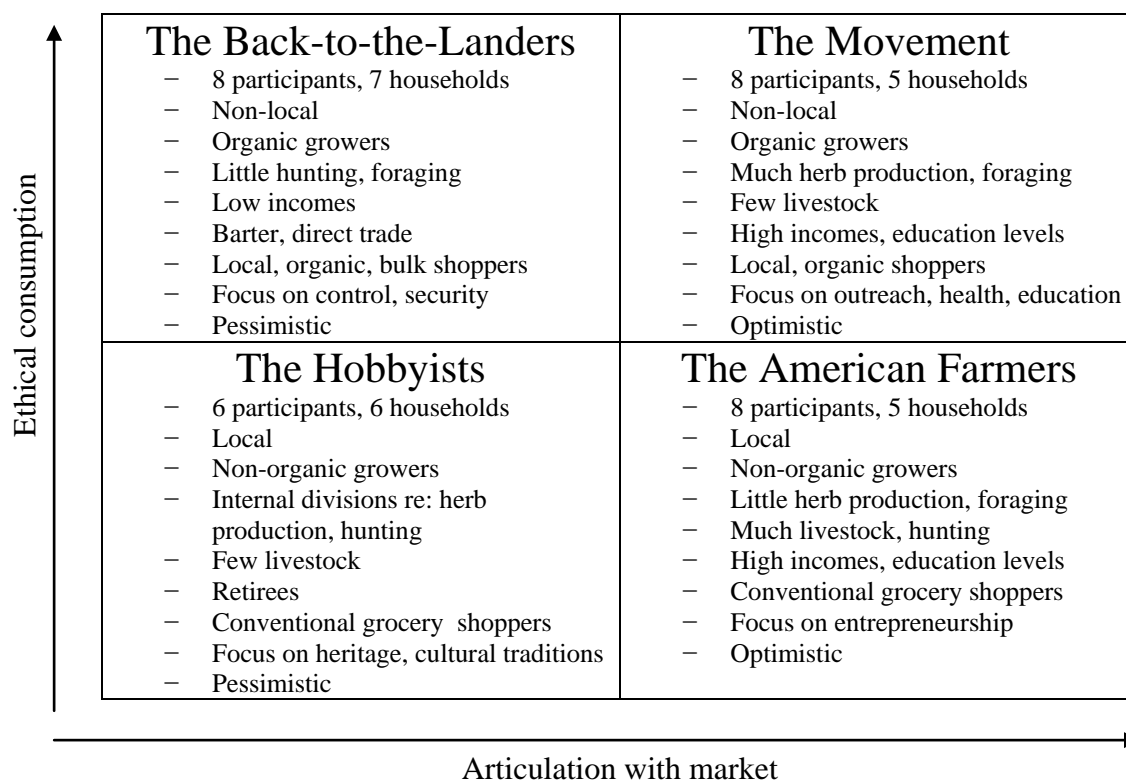 Ethical consumption
The Back-to-the-Landers
− 8 participants, 7 households
− Non-local
− Organic growers
− Little hunting, foraging
− Low incomes
− Barter, direct trade
− Local, organic, bulk shoppers
− Focus on control, security
− Pessimistic
The Movement
− 8 participants, 5 households
− Non-local
− Organic growers
− Much herb production, foraging
− Few livestock
− High incomes, education levels
− Local, organic shoppers
− Focus on outreach, health, education
− Optimistic
The Hobbyists
− 6 participants, 6 households
− Local
− Non-organic growers
− Internal divisions re: herb
production, hunting
− Few livestock
− Retirees
− Conventional grocery shoppers
− Focus on heritage, cultural traditions
− Pessimistic
The American Farmers
− 8 participants, 5 households
− Local
− Non-organic growers
− Little herb production, foraging
− Much livestock, hunting
− High incomes, education levels
− Conventional grocery shoppers
− Focus on entrepreneurship
− Optimistic
Articulation with market